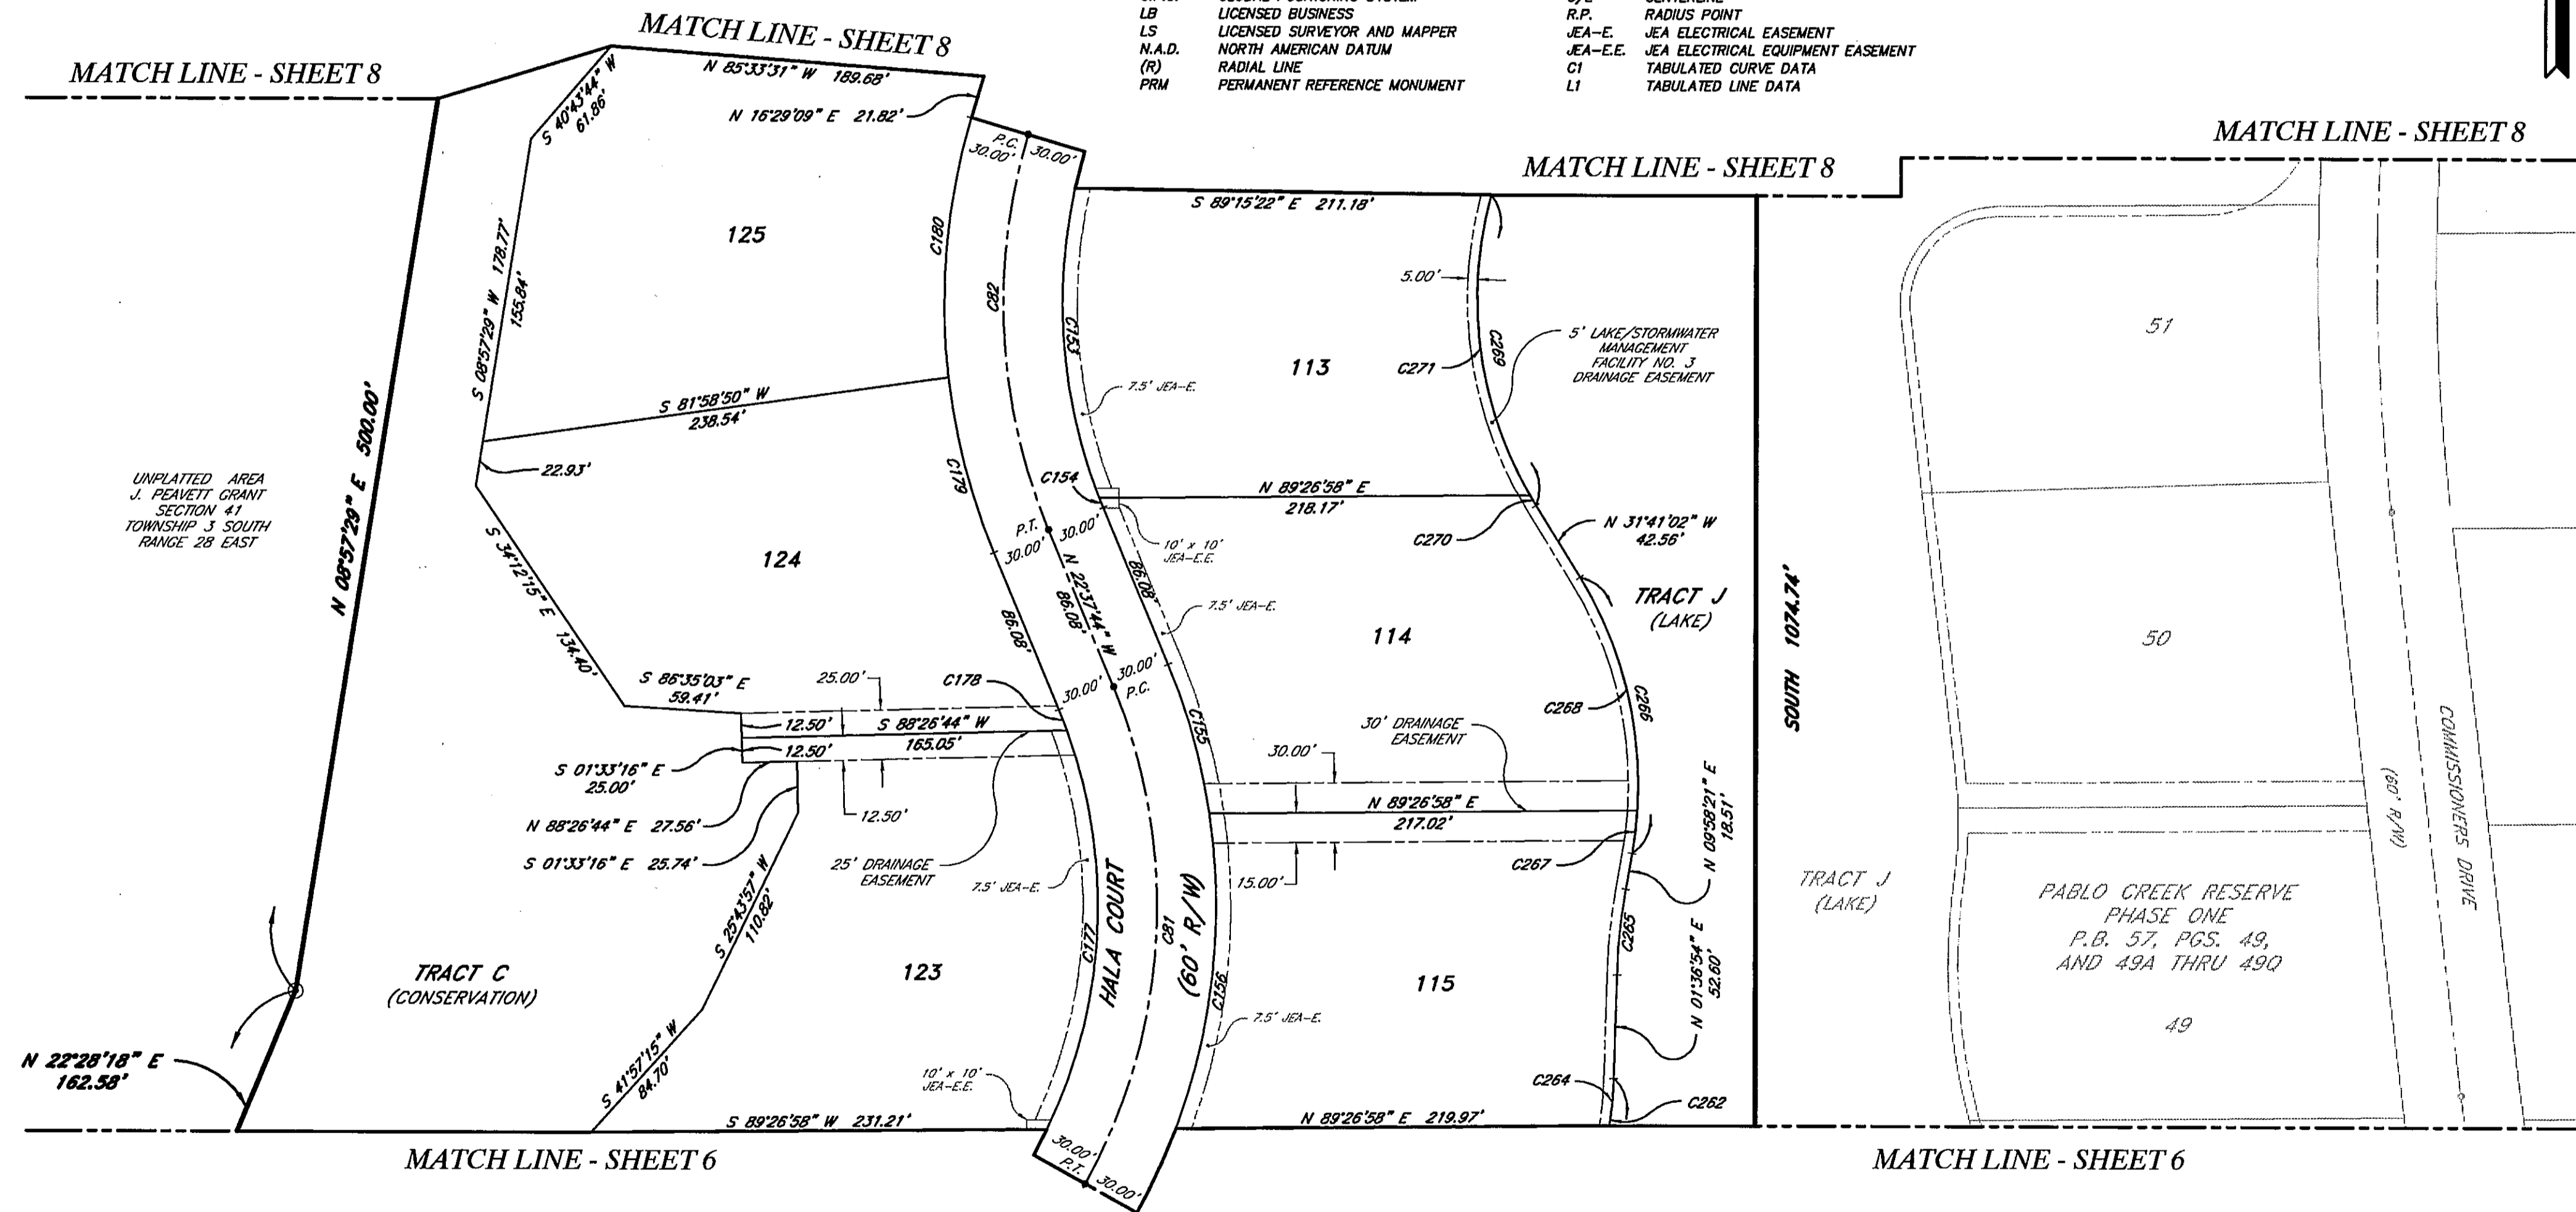 LB LICENSED BUSINESS
LS LICENSED SURVEYOR AND MAPPER
N.A.D. NORTH AMERICAN DATUM
(R) RADIAL LINE
PRM PERMANENT REFERENCE MONUMENT
R.P. RADIUS POINT
JEA-E. JEA ELECTRICAL EASEMENT
JEA-E.E. JEA ELECTRICAL EQUIPMENT EASEMENT
C1 TABULATED CURVE DATA
L1 TABULATED LINE DATA
MATCH LINE - SHEET 8
MATCH LINE - SHEET 8
MATCH LINE - SHEET 8
MATCH LINE - SHEET 8
N 85°33'31" W 189.68'
S 40°43'44" W
61.86'
N 16°29'09" E 21.82'
P.C.
30.00'
30.00'
S 89°15'22" E 211.18'
125
C180
C82
C153
S 08°57'29" W 178.77'
155.84'
5.00'
C269
C271
113
5' LAKE/STORMWATER
MANAGEMENT
FACILITY NO. 3
DRAINAGE EASEMENT
7.5' JEA-E.
S 81°58'50" W
238.54'
22.93'
N 08°57'29" E 500.00'
UNPLATTED AREA
J. PEAVETT GRANT
SECTION 41
TOWNSHIP 3 SOUTH
RANGE 28 EAST
C179
C154
N 89°26'58" E
218.17'
P.T.
30.00'
30.00'
10' x 10'
JEA-E.E.
C270
N 31°41'02" W
42.56'
124
S 34°12'15" E 134.40'
86.08'
N 22°37'44" W
86.08'
86.08'
7.5' JEA-E.
114
TRACT J
(LAKE)
SOUTH 1074.74'
S 86°35'03" E
59.41'
25.00'
C178
30.00'
30.00'
P.C.
12.50'
S 88°26'44" W
165.05'
12.50'
C155
C268
C266
30' DRAINAGE
EASEMENT
30.00'
S 01°33'16" E
25.00'
N 88°26'44" E 27.56'
12.50'
S 01°33'16" E 25.74'
25' DRAINAGE
EASEMENT
7.5' JEA-E.
N 89°26'58" E
217.02'
C267
15.00'
N 09°58'21" E
18.51'
S 25°43'57" W
110.82'
TRACT C
(CONSERVATION)
123
C177
HALA COURT
C81
(60' R/W)
C156
115
C265
N 01°36'54" E
52.60'
7.5' JEA-E.
N 22°28'18" E
162.58'
S 41°57'15" W
84.70'
10' x 10'
JEA-E.E.
C264
C262
S 89°26'58" W 231.21'
N 89°26'58" E 219.97'
30.00'
P.T.
30.00'
MATCH LINE - SHEET 6
MATCH LINE - SHEET 6
51
50
COMMISSIONERS DRIVE
(60' R/W)
TRACT J
(LAKE)
PABLO CREEK RESERVE
PHASE ONE
P.B. 57, PGS. 49,
AND 49A THRU 49Q
49